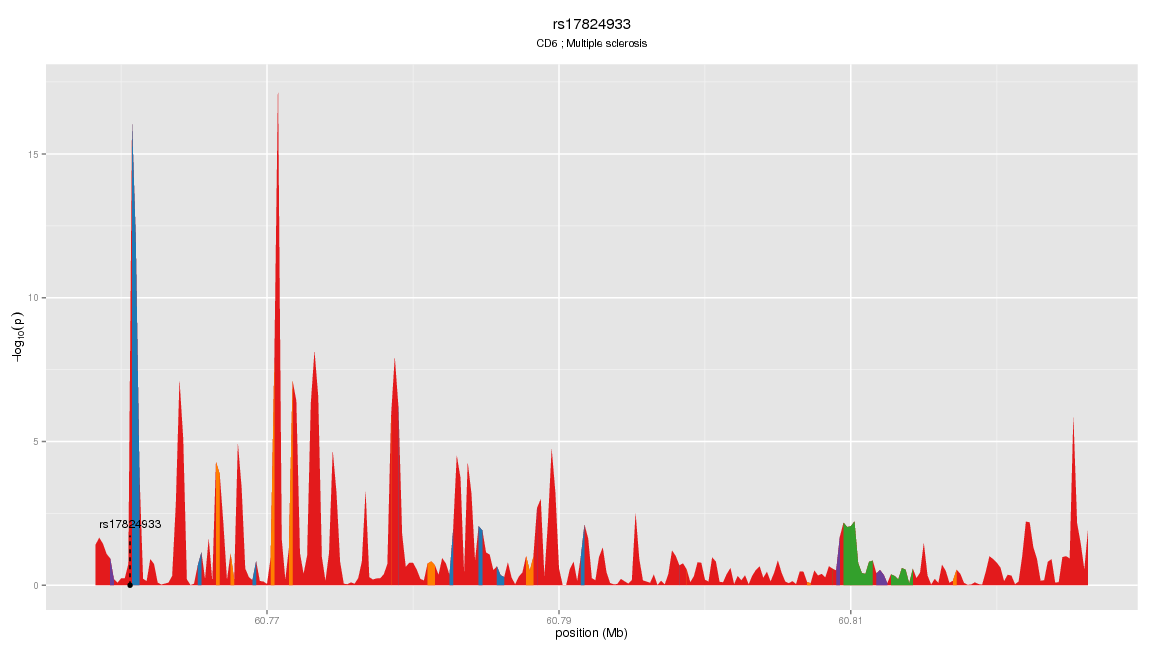 rs17824933
CD6 ; Multiple sclerosis
−log10(p)
15
10
5
0
rs17824933
60.77
60.79
60.81
position (Mb)